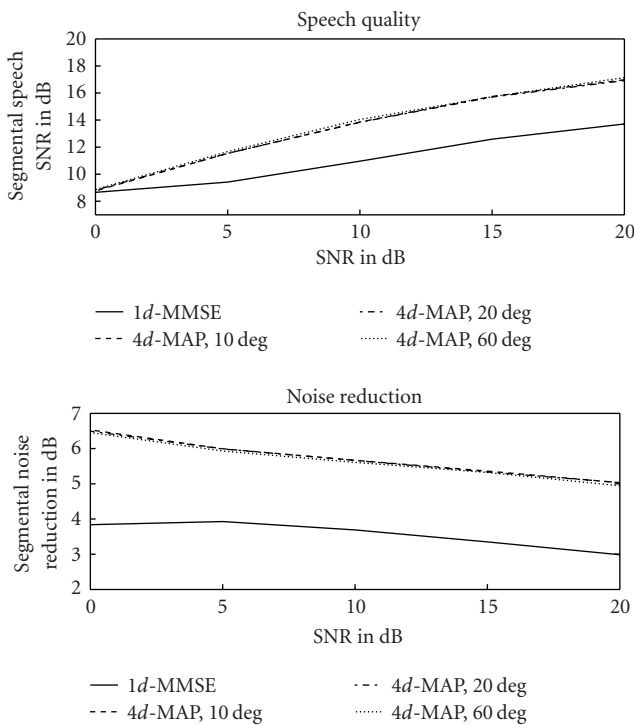 Speech quality
Segmental speech
SNR in dB
20
18
16
14
12
10
8
0 5 10 15 20
SNR in dB
1d-MMSE
4d-MAP, 10 deg
4d-MAP, 20 deg
4d-MAP, 60 deg
Noise reduction
Segmental noise
reduction in dB
7
6
5
4
3
2
0 5 10 15 20
SNR in dB
1d-MMSE
4d-MAP, 10 deg
4d-MAP, 20 deg
4d-MAP, 60 deg